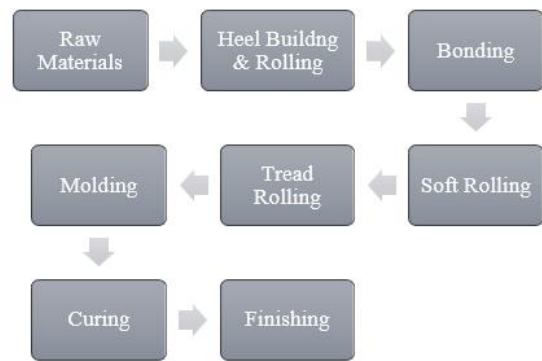 Raw
Materials
Heel Buildng
& Rolling
Bonding
Soft Rolling
Tread
Rolling
Molding
Curing
Finishing